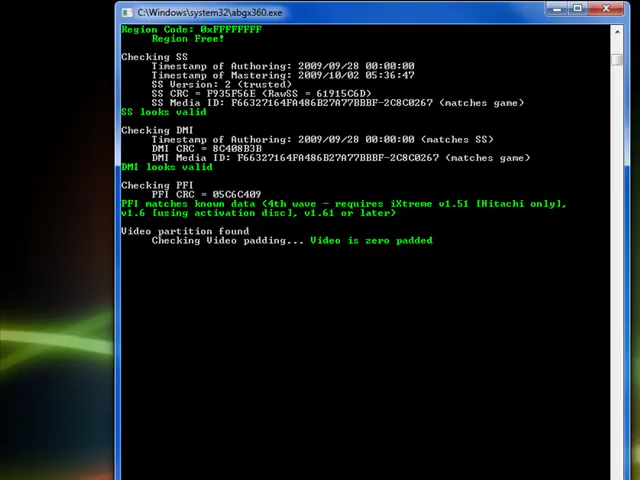 C:\Windows\system32\abgx360.exe
Region Code: 0xFFFFFFFF
Region Free!
Checking SS
Timestamp of Authoring: 2009/09/28 00:00:00
Timestamp of Mastering: 2009/10/02 05:36:47
SS Version: 2 (trusted)
SS CRC = F935F56E (RawSS = 61915C6D)
SS Media ID: F66327164FA486B27A77BBBF-2C8C0267 (matches game)
SS looks valid
Checking DMI
Timestamp of Authoring: 2009/09/28 00:00:00 (matches SS)
DMI CRC = 8C408B3B
DMI Media ID: F66327164FA486B27A77BBBF-2C8C0267 (matches game)
DMI looks valid
Checking PFI
PFI CRC = 05C6C409
PFI matches known data (4th wave - requires iXtreme v1.51 [Hitachi only],
v1.6 [using activation disc], v1.61 or later)
Video partition found
Checking Video padding... Video is zero padded